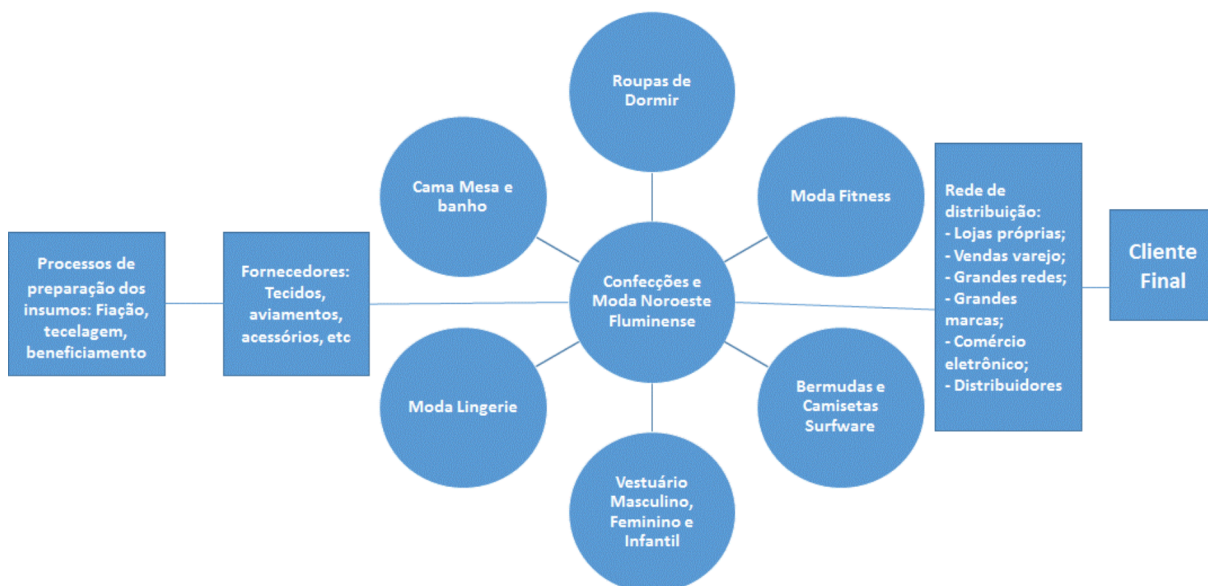 Processos de
preparação dos
insumos: Fiação,
tecelagem,
beneficiamento
Fornecedores:
Tecidos,
aviamentos,
acessórios, etc
Cama Mesa e
banho
Roupas de
Dormir
Moda Fitness
Confecções e
Moda Noroeste
Fluminense
Moda Lingerie
Vestuário
Masculino,
Feminino e
Infantil
Bermudas e
Camisetas
Surfware
Rede de
distribuição:
- Lojas próprias;
- Vendas varejo;
- Grandes redes;
- Grandes
marcas;
- Comércio
eletrônico;
- Distribuidores
Cliente
Final